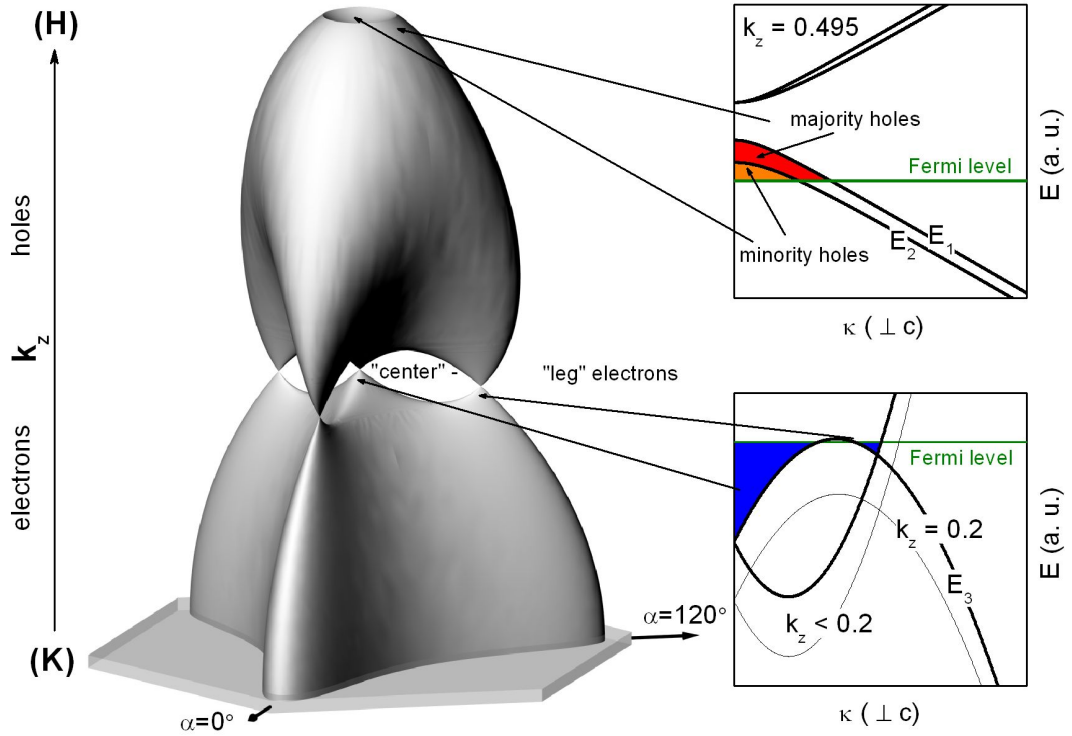 (H)
holes
k_z
electrons
(K)
"center" -
"leg" electrons
α=120°
α=0°
k_z = 0.495
majority holes
Fermi level
minority holes
E_2
E_1
E (a. u.)
κ ( ⊥ c)
Fermi level
k_z = 0.2
E_3
k_z < 0.2
E (a. u.)
κ ( ⊥ c)